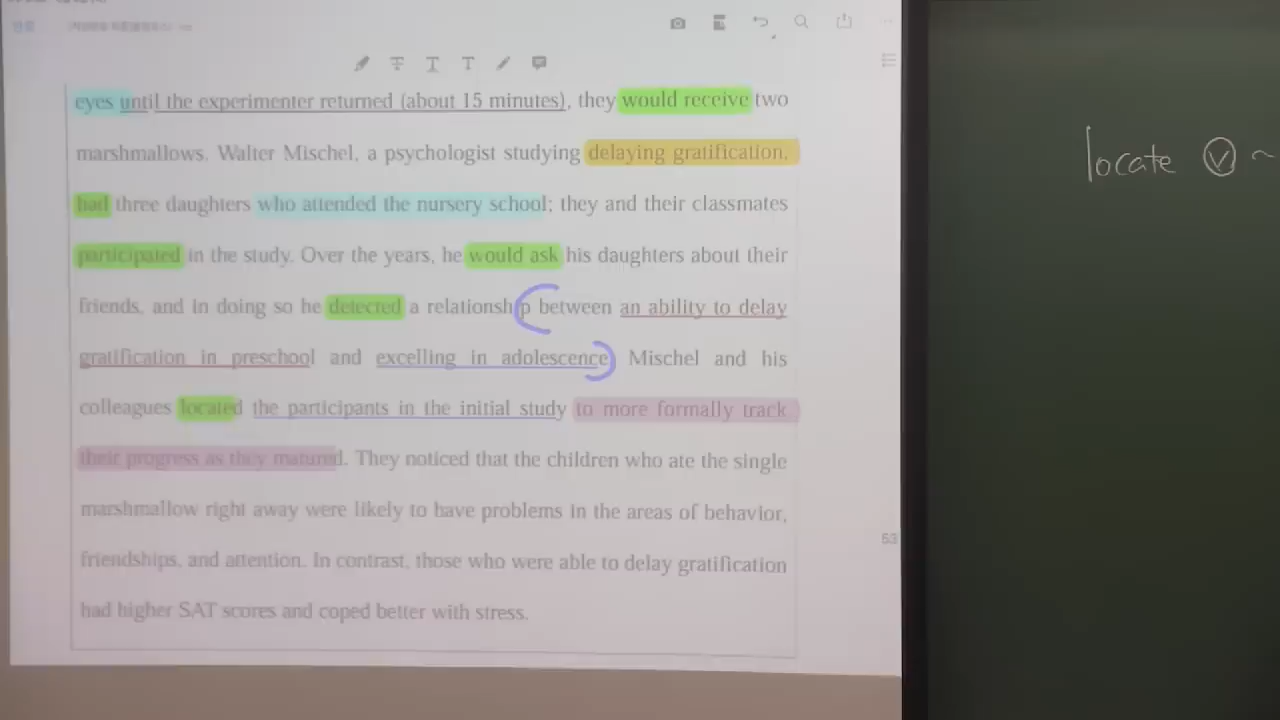 eyes until the experimenter returned (about 15 minutes), they would receive two
marshmallows. Walter Mischel, a psychologist studying delaying gratification,
had three daughters who attended the nursery school; they and their classmates
participated in the study. Over the years, he would ask his daughters about their
friends, and in doing so he detected a relationship between an ability to delay
gratification in preschool and excelling in adolescence. Mischel and his
colleagues located the participants in the initial study to more formally track
their progress as they matured. They noticed that the children who ate the single
marshmallow right away were likely to have problems in the areas of behavior,
friendships, and attention. In contrast, those who were able to delay gratification
had higher SAT scores and coped better with stress.
53
locate Ⓥ ~